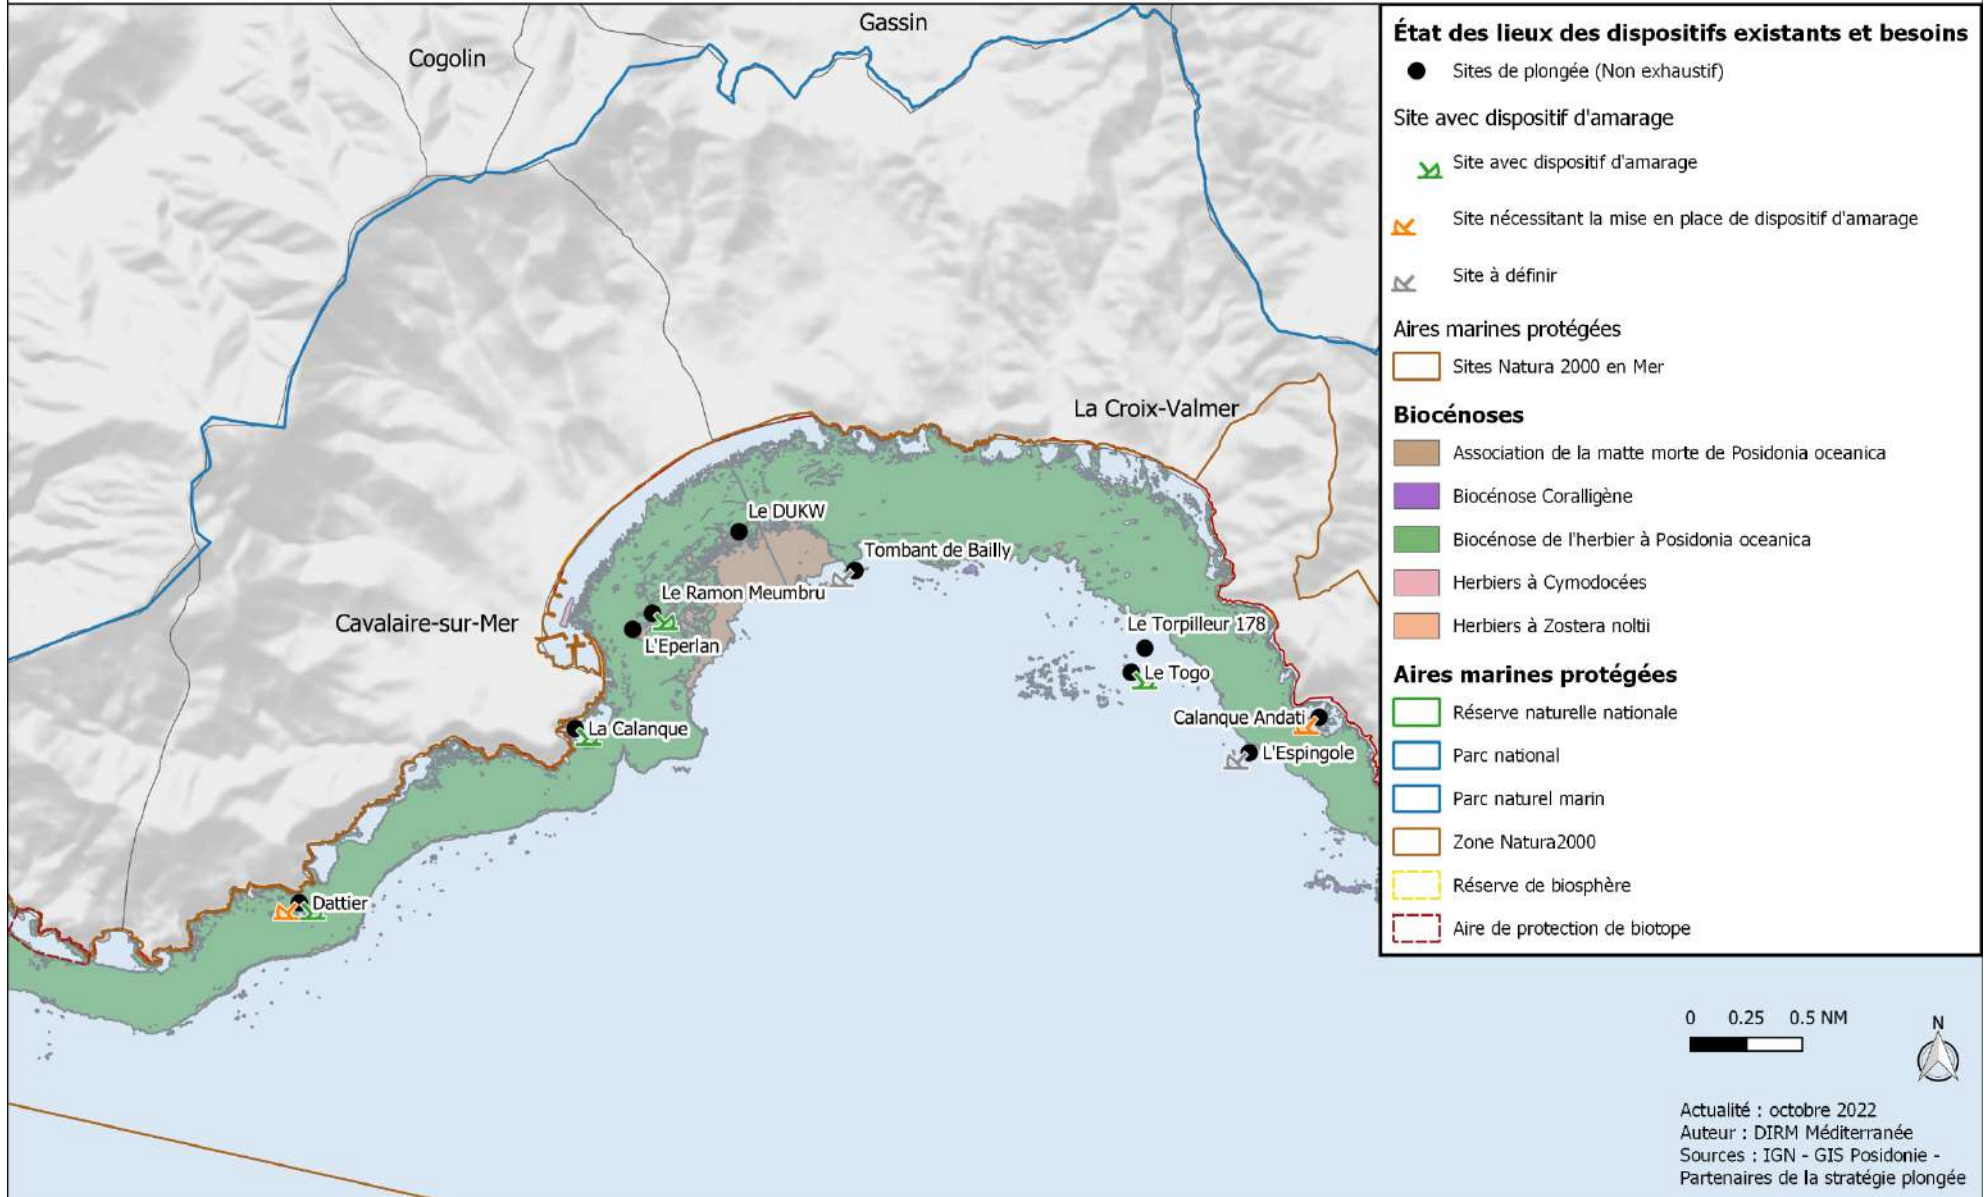 Gassin
Cogolin
La Croix-Valmer
Le DUKW
Tombant de Bailly
Le Ramon Meumbru
Cavalaire-sur-Mer
L'Eperlan
Le Torpilleur 178
Le Togo
Calanque Andati
La Calanque
L'Espingole
Dattier
État des lieux des dispositifs existants et besoins
Sites de plongée (Non exhaustif)
Site avec dispositif d'amarage
Site avec dispositif d'amarage
Site nécessitant la mise en place de dispositif d'amarage
Site à définir
Aires marines protégées
Sites Natura 2000 en Mer
Biocénoses
Association de la matte morte de Posidonia oceanica
Biocénose Coralligène
Biocénose de l'herbier à Posidonia oceanica
Herbiers à Cymodocées
Herbiers à Zostera noltii
Aires marines protégées
Réserve naturelle nationale
Parc national
Parc naturel marin
Zone Natura2000
Réserve de biosphère
Aire de protection de biotope
0 0.25 0.5 NM
N
Actualité : octobre 2022
Auteur : DIRM Méditerranée
Sources : IGN - GIS Posidonie -
Partenaires de la stratégie plongée